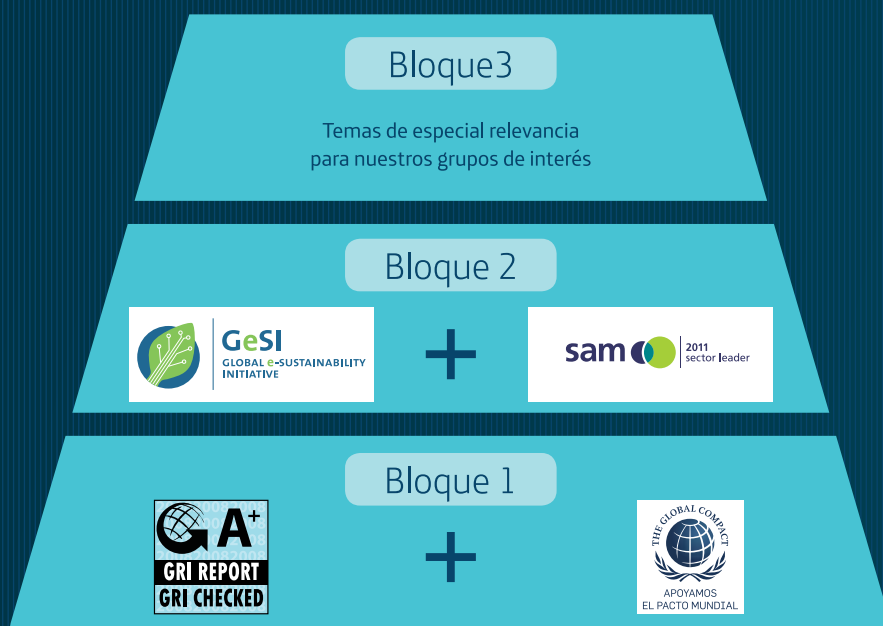 Bloque3
Temas de especial relevancia
para nuestros grupos de interés
Bloque 2
GeSI
GLOBAL e-SUSTAINABILITY
INITIATIVE
+
sam
2011
sector leader
Bloque 1
GA+
GRI REPORT
GRI CHECKED
+
THE GLOBAL COMPACT
APOYAMOS
EL PACTO MUNDIAL